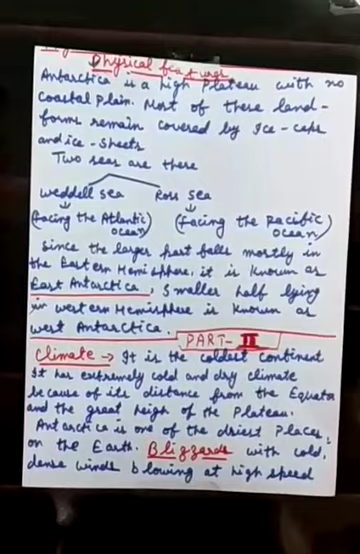 Physical features
Antarctica is a high Plateau with no
Coastal Plain. Most of these land-
forms remain covered by Ice-caps
and ice-sheets
Two seas are there
Weddell sea Ross sea
(facing the Atlantic ocean) (facing the pacific ocean)
Since the larger part falls mostly in
the Eastern Hemisphere, it is known as
East Antarctica, Smaller half lying
in western Hemisphere is known as
west Antarctica.
PART-II
Climate → It is the coldest continent
It has extremely cold and dry climate
because of its distance from the Equator
and the great heigh of the Plateau.
Antarctica is one of the driest Places,
on the Earth. Blizzards with cold,
dense winds blowing at high speed